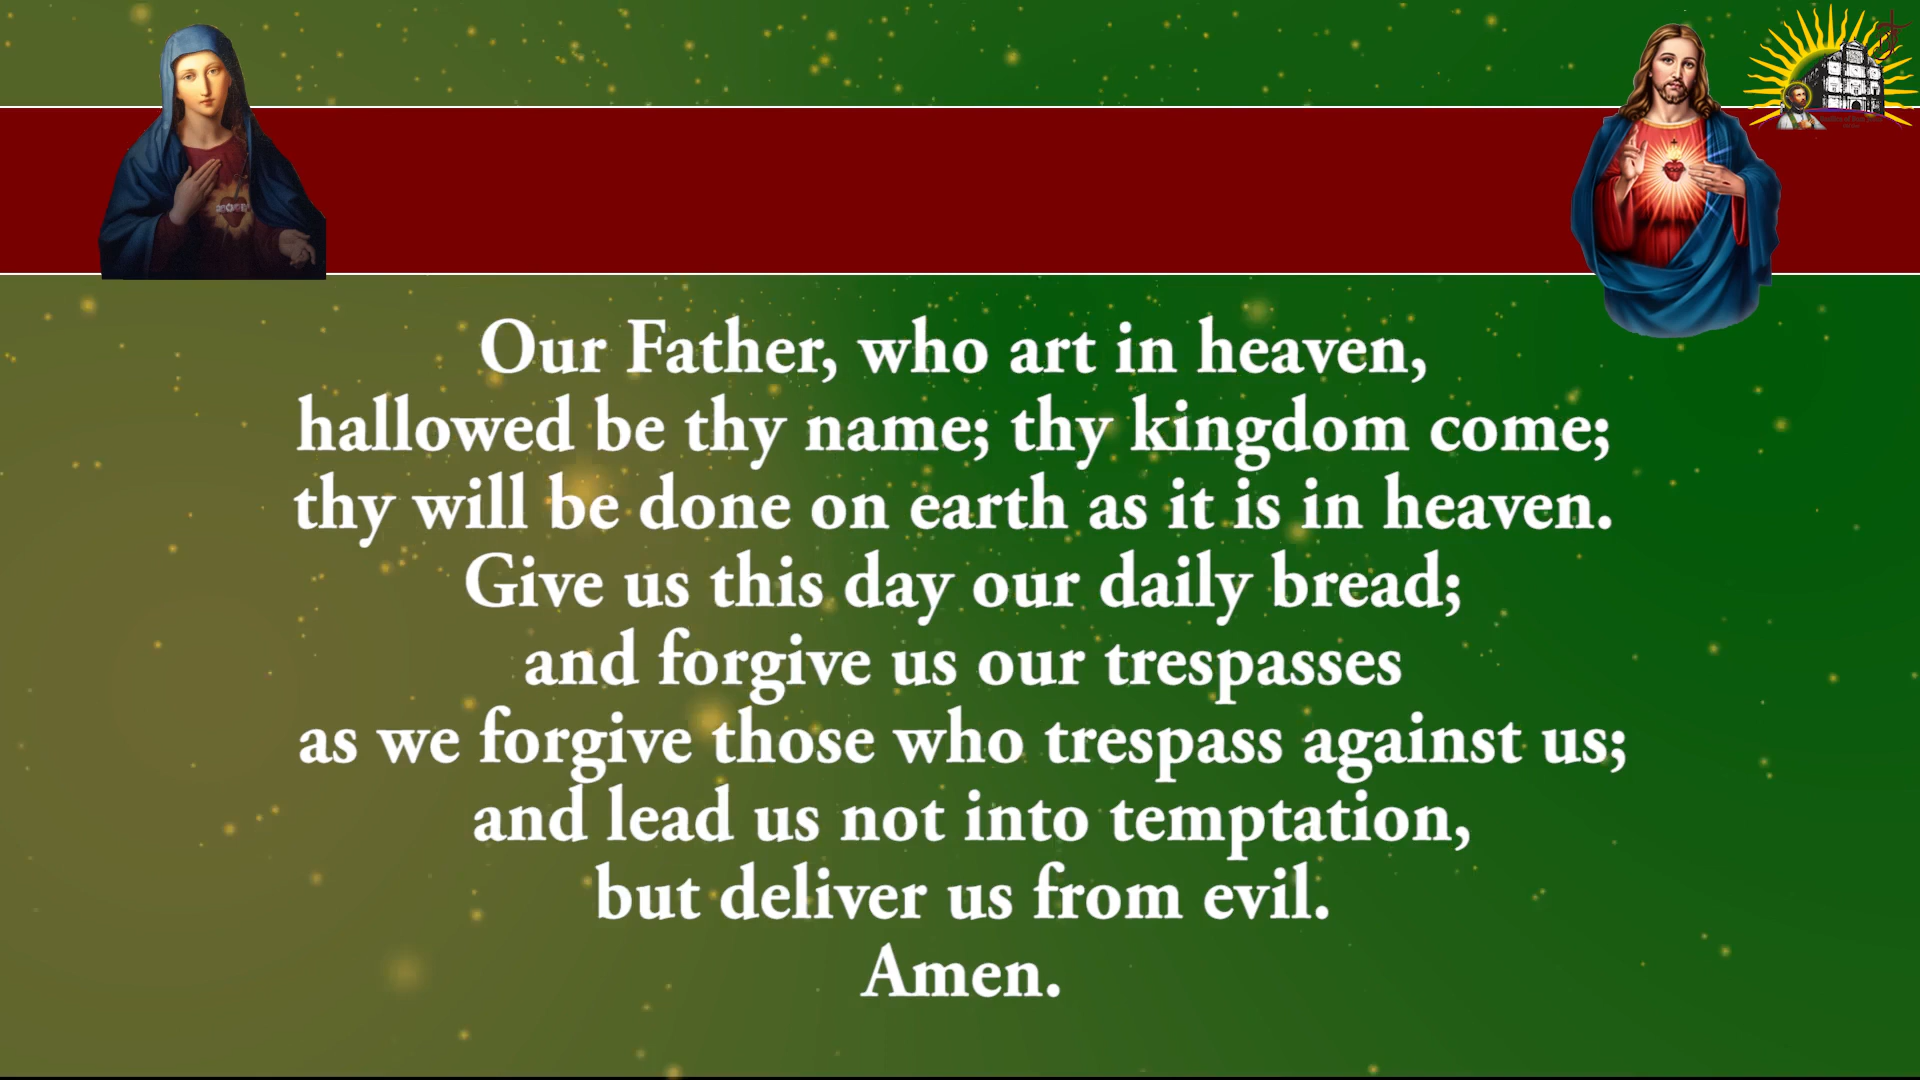 Our Father, who art in heaven,
hallowed be thy name; thy kingdom come;
thy will be done on earth as it is in heaven.
Give us this day our daily bread;
and forgive us our trespasses
as we forgive those who trespass against us;
and lead us not into temptation,
but deliver us from evil.
Amen.